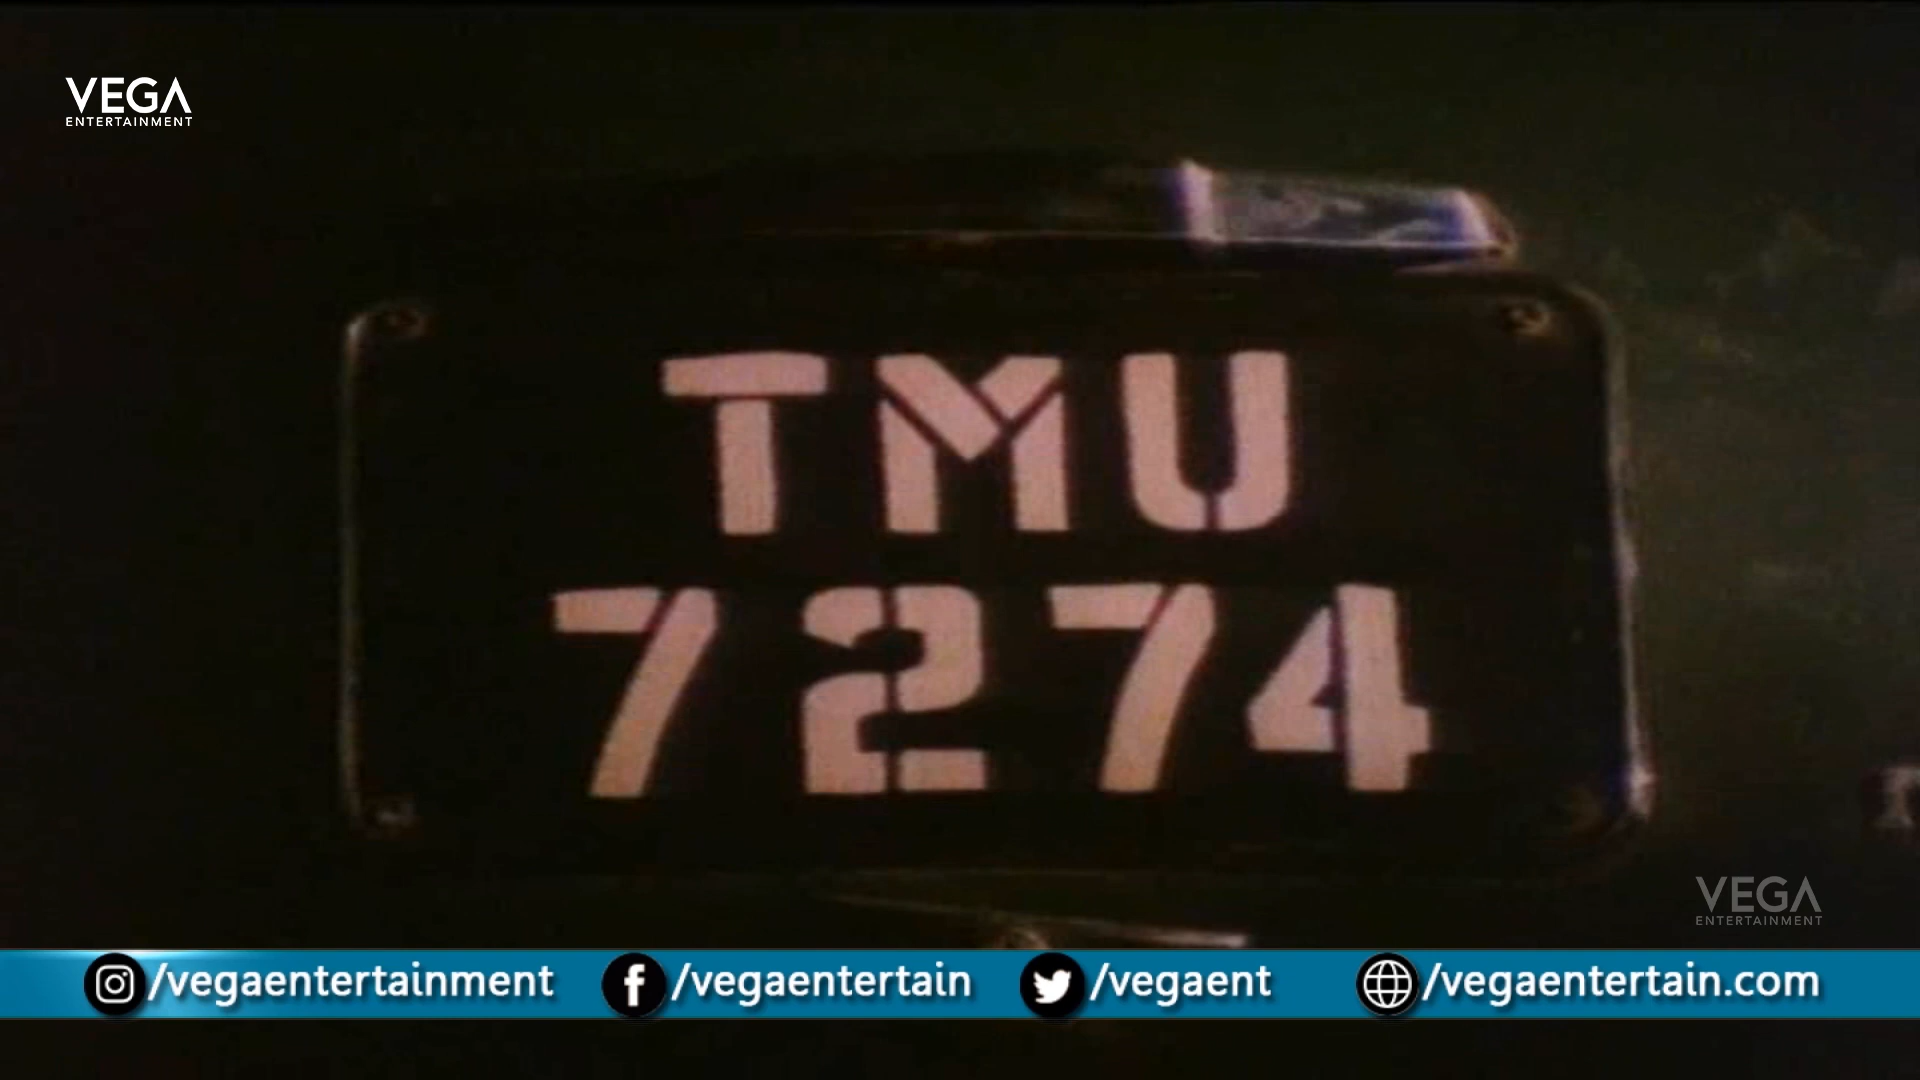 VEGA
ENTERTAINMENT
TMU
7274
VEGA
ENTERTAINMENT
/vegaentertainment /vegaentertain /vegaent /vegaentertain.com